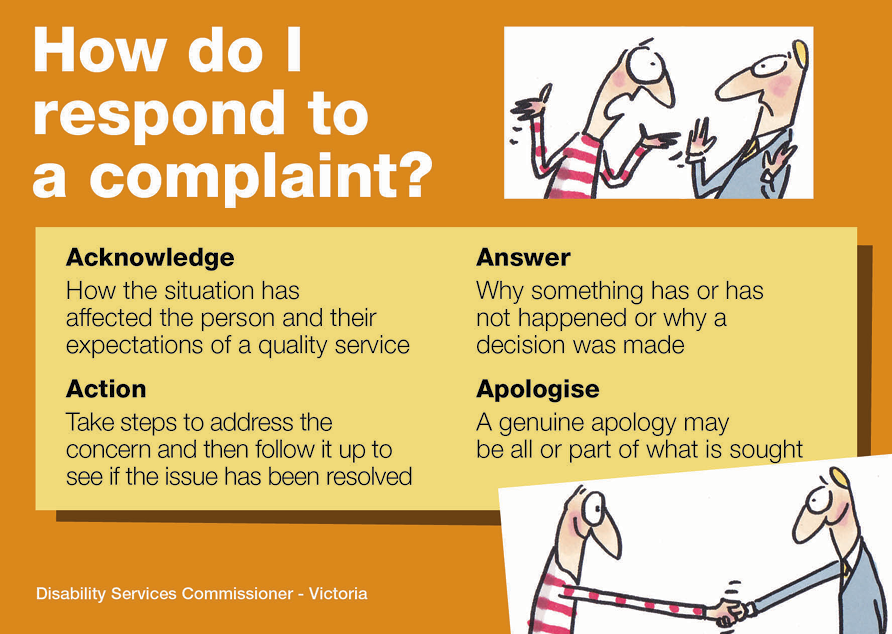 How do I
respond to
a complaint?
Acknowledge
How the situation has
affected the person and their
expectations of a quality service
Action
Take steps to address the
concern and then follow it up to
see if the issue has been resolved
Answer
Why something has or has
not happened or why a
decision was made
Apologise
A genuine apology may
be all or part of what is sought
Disability Services Commissioner - Victoria